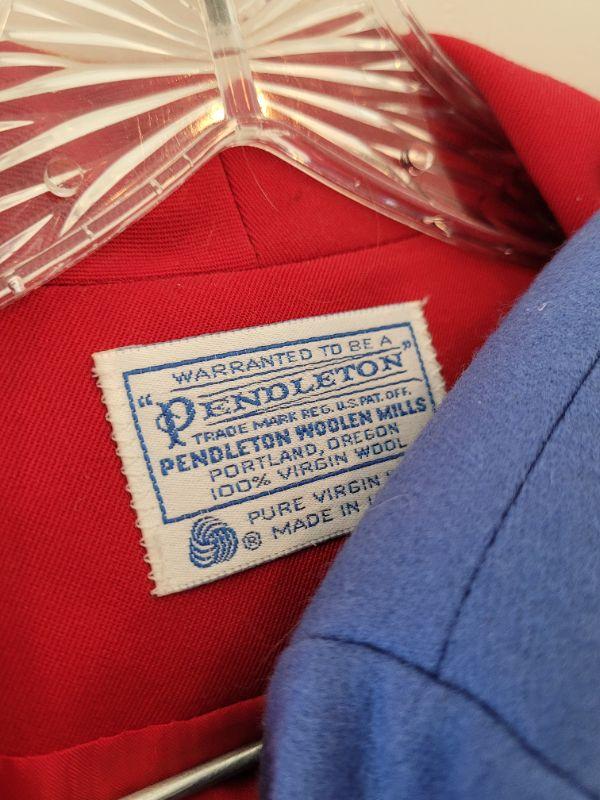 WARRANTED TO BE A
"PENDLETON"
TRADE MARK REG. U.S. PAT. OFF.
PENDLETON WOOLEN MILLS
PORTLAND, OREGON
100% VIRGIN WOOL
PURE VIRGIN
® MADE IN